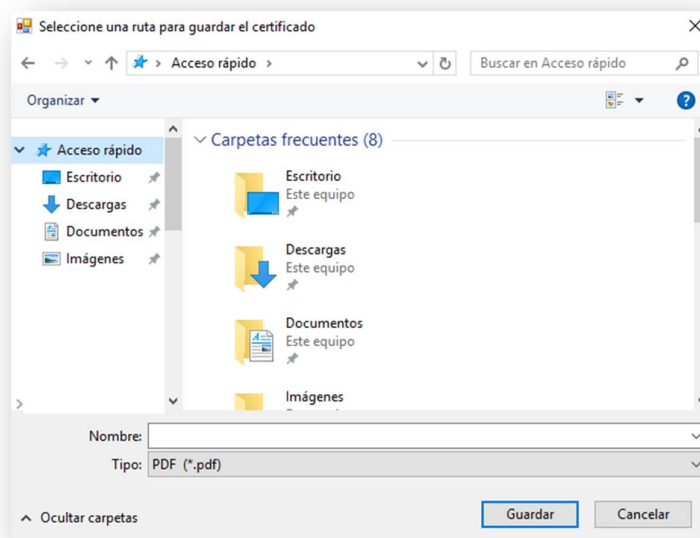 Seleccione una ruta para guardar el certificado
Acceso rápido
Buscar en Acceso rápido
Organizar
Acceso rápido
Escritorio
Descargas
Documentos
Imágenes
Carpetas frecuentes (8)
Escritorio
Este equipo
Descargas
Este equipo
Documentos
Este equipo
Imágenes
Nombre:
Tipo: PDF (*.pdf)
Ocultar carpetas
Guardar
Cancelar